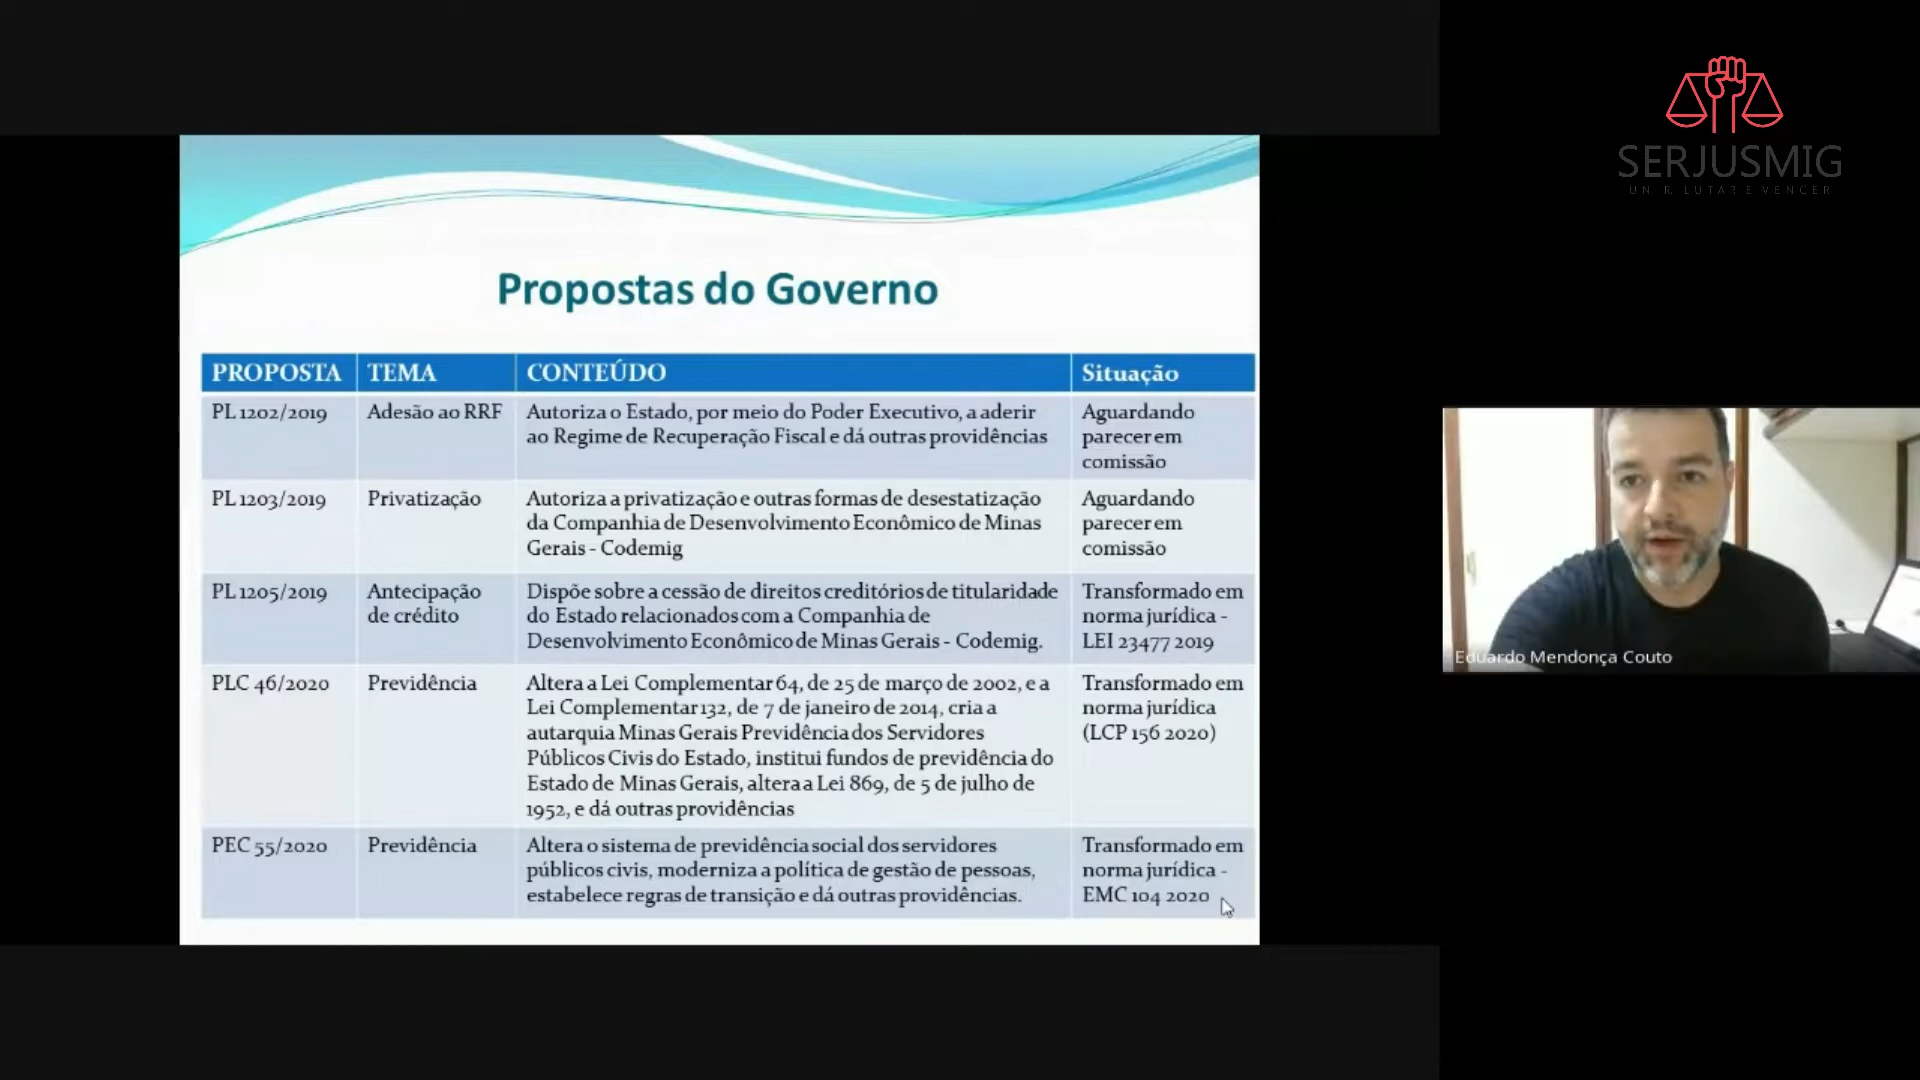 SERJUSMIG
UNIR, LUTAR E VENCER
Propostas do Governo
PROPOSTA TEMA CONTEÚDO Situação
PL 1202/2019 Adesão ao RRF Autoriza o Estado, por meio do Poder Executivo, a aderir Aguardando
ao Regime de Recuperação Fiscal e dá outras providências parecer em
comissão
PL 1203/2019 Privatização Autoriza a privatização e outras formas de desestatização Aguardando
da Companhia de Desenvolvimento Econômico de Minas parecer em
Gerais - Codemig comissão
PL 1205/2019 Antecipação Dispõe sobre a cessão de direitos creditórios de titularidade Transformado em
de crédito do Estado relacionados com a Companhia de norma jurídica -
Desenvolvimento Econômico de Minas Gerais - Codemig. LEI 23477 2019
PLC 46/2020 Previdência Altera a Lei Complementar 64, de 25 de março de 2002, e a Transformado em
Lei Complementar 132, de 7 de janeiro de 2014, cria a norma jurídica
autarquia Minas Gerais Previdência dos Servidores (LCP 156 2020)
Públicos Civis do Estado, institui fundos de previdência do
Estado de Minas Gerais, altera a Lei 869, de 5 de julho de
1952, e dá outras providências
PEC 55/2020 Previdência Altera o sistema de previdência social dos servidores Transformado em
públicos civis, moderniza a política de gestão de pessoas, norma jurídica -
estabelece regras de transição e dá outras providências. EMC 104 2020
Eduardo Mendonça Couto